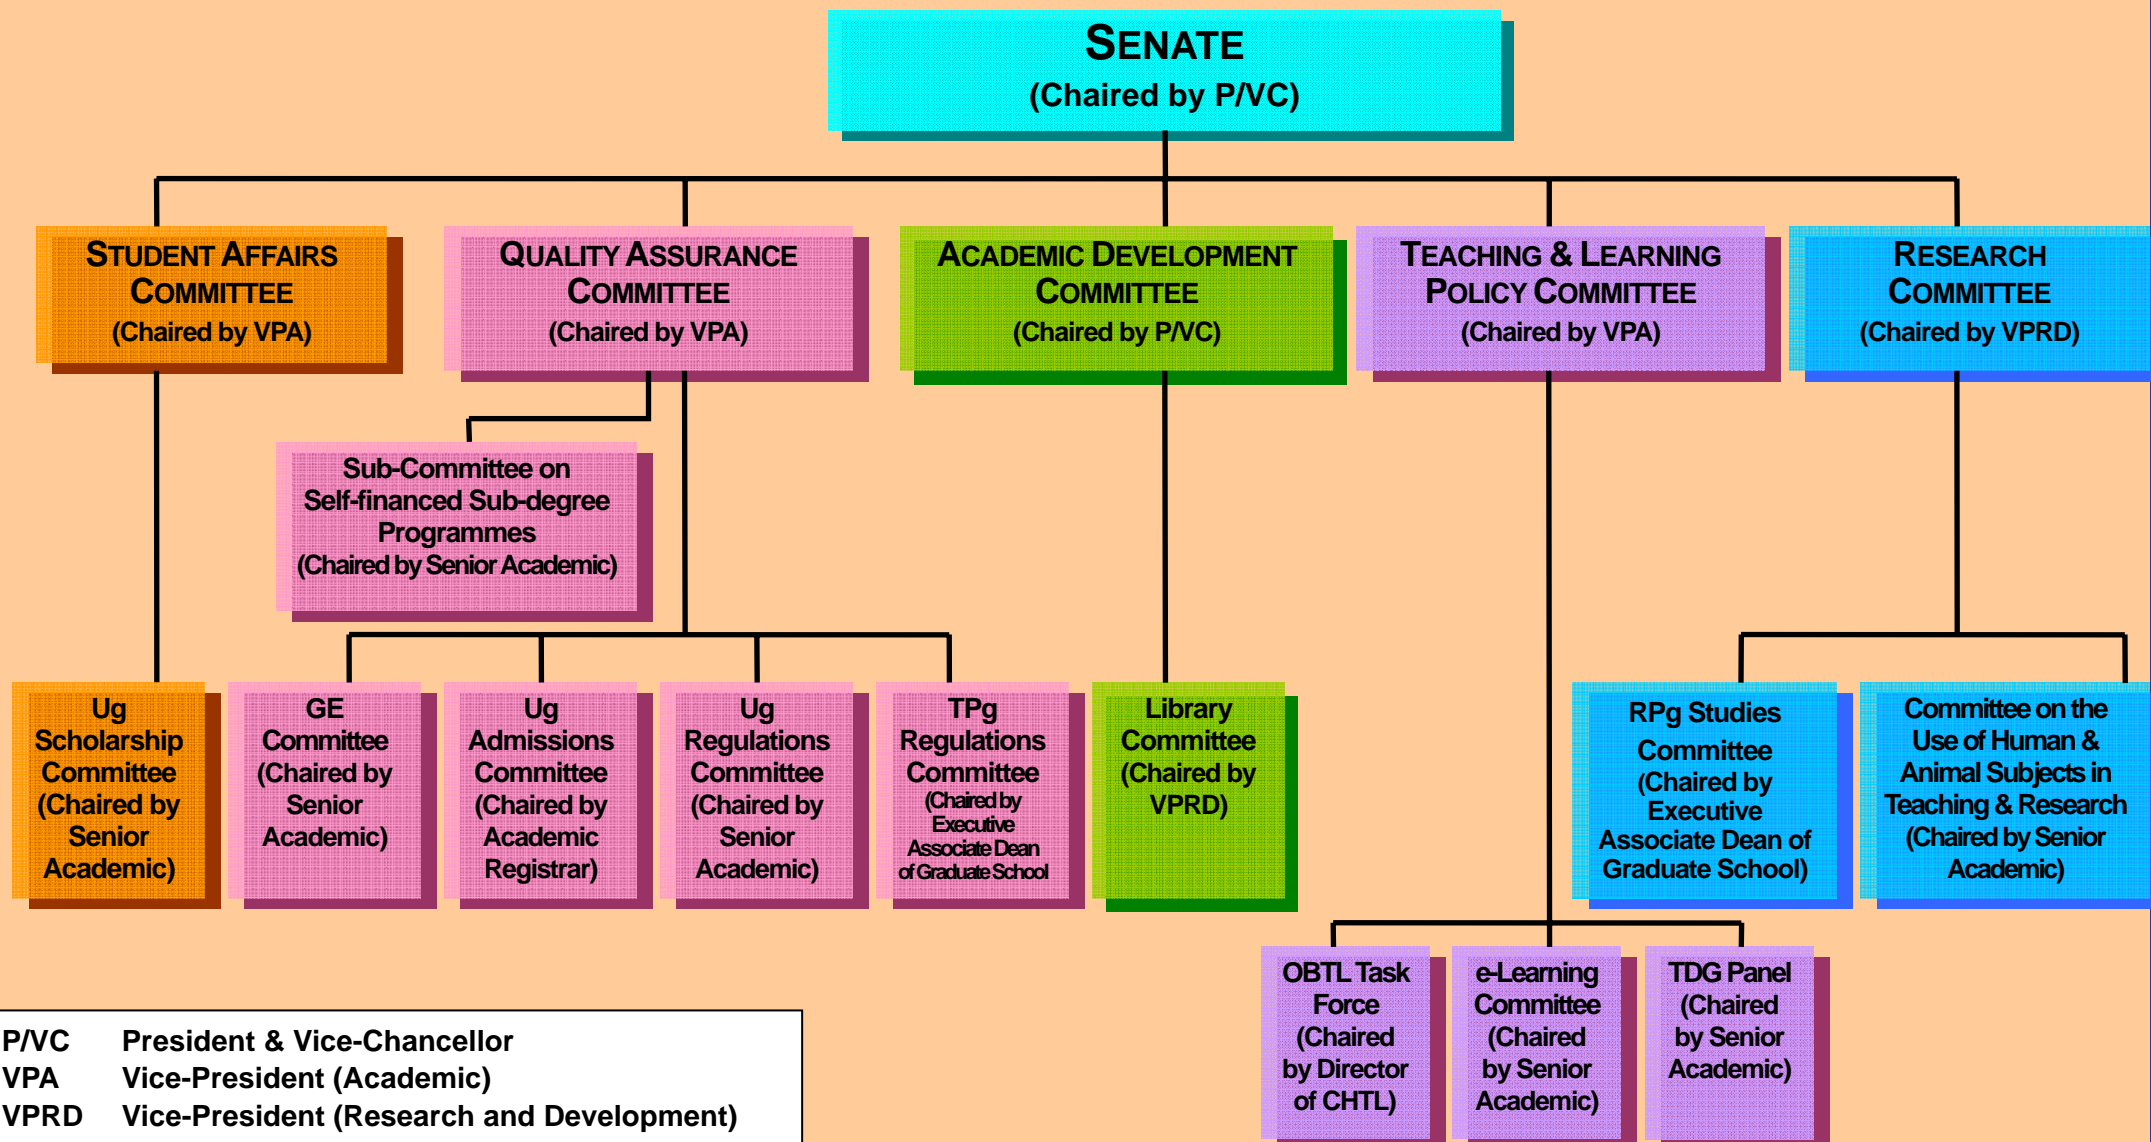 SENATE
(Chaired by P/VC)
STUDENT AFFAIRS
COMMITTEE
(Chaired by VPA)
QUALITY ASSURANCE
COMMITTEE
(Chaired by VPA)
ACADEMIC DEVELOPMENT
COMMITTEE
(Chaired by P/VC)
TEACHING & LEARNING
POLICY COMMITTEE
(Chaired by VPA)
RESEARCH
COMMITTEE
(Chaired by VPRD)
Sub-Committee on
Self-financed Sub-degree
Programmes
(Chaired by Senior Academic)
Ug
Scholarship
Committee
(Chaired by
Senior
Academic)
GE
Committee
(Chaired by
Senior
Academic)
Ug
Admissions
Committee
(Chaired by
Academic
Registrar)
Ug
Regulations
Committee
(Chaired by
Senior
Academic)
TPg
Regulations
Committee
(Chaired by
Executive
Associate Dean
of Graduate School
Library
Committee
(Chaired by
VPRD)
RPg Studies
Committee
(Chaired by
Executive
Associate Dean of
Graduate School)
Committee on the
Use of Human &
Animal Subjects in
Teaching & Research
(Chaired by Senior
Academic)
OBTL Task
Force
(Chaired
by Director
of CHTL)
e-Learning
Committee
(Chaired
by Senior
Academic)
TDG Panel
(Chaired
by Senior
Academic)
P/VC President & Vice-Chancellor
VPA Vice-President (Academic)
VPRD Vice-President (Research and Development)